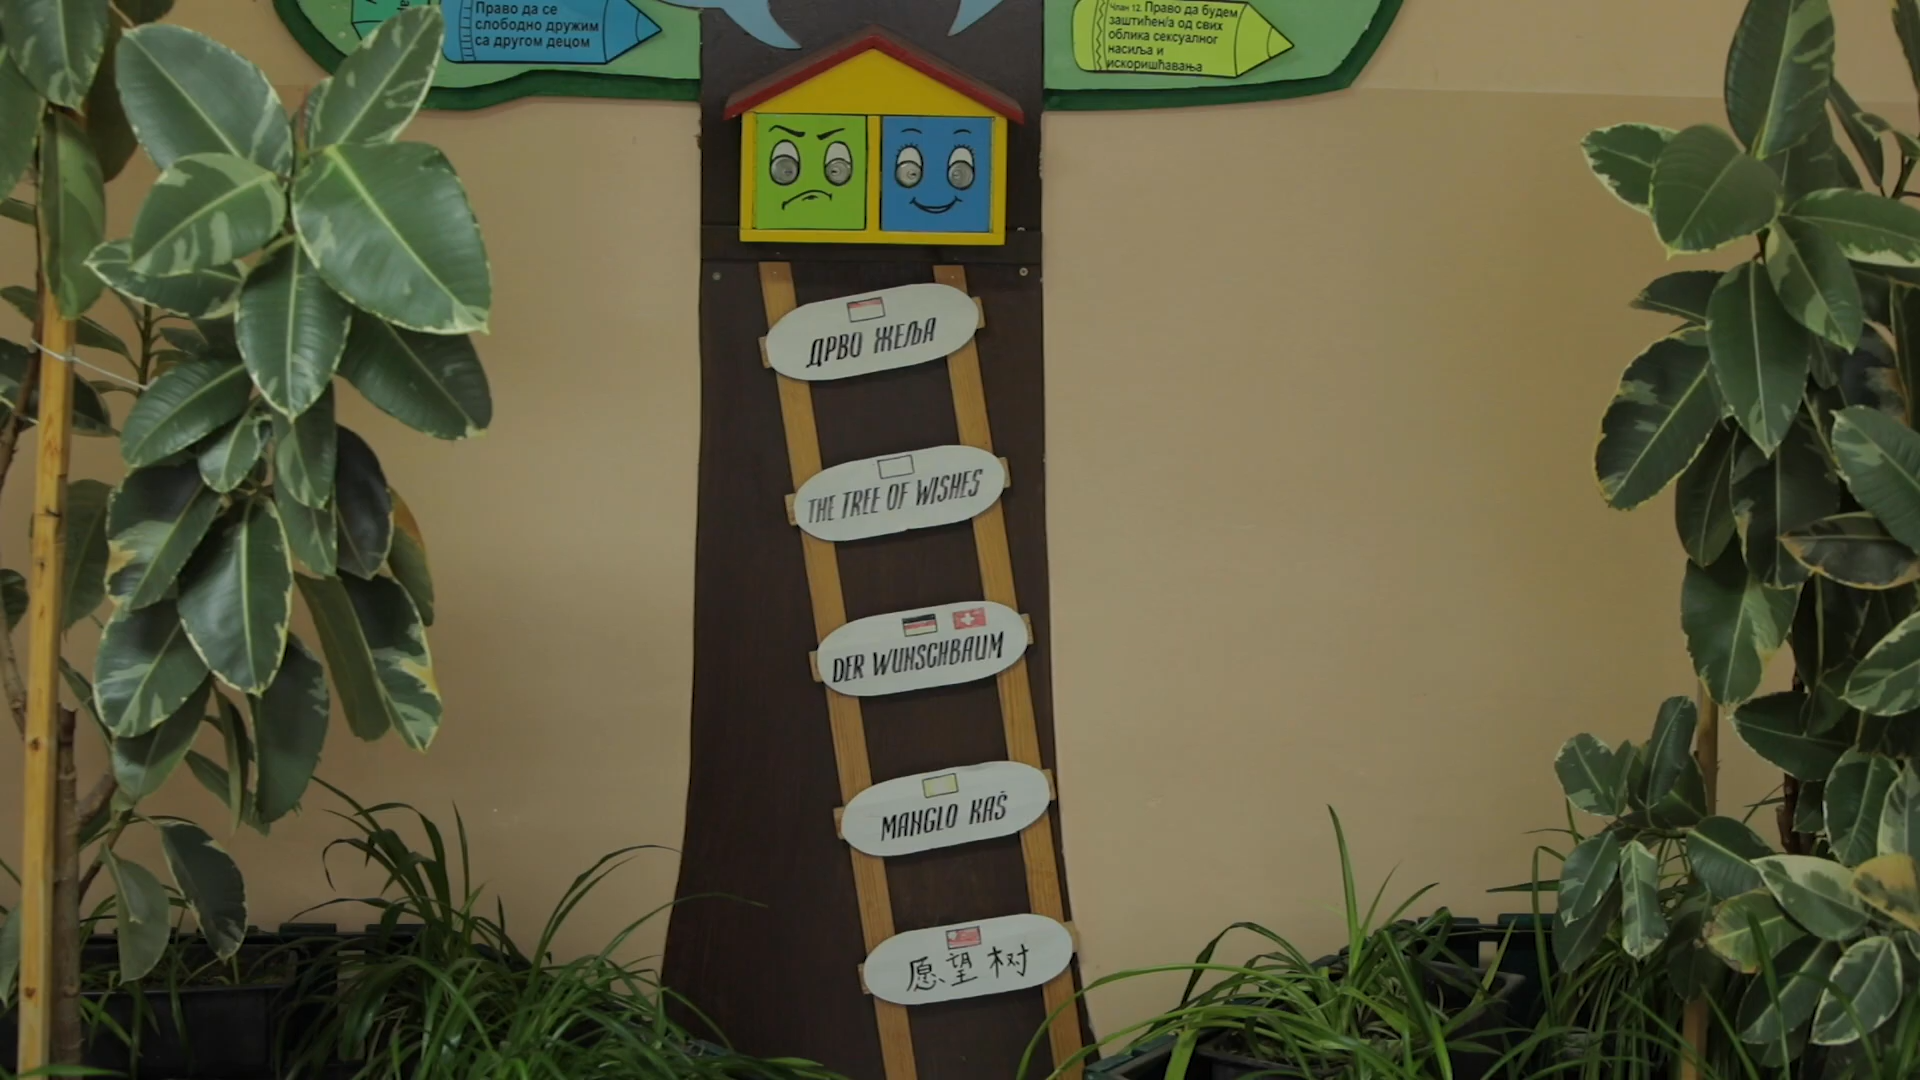 Право да се
слободно дружим
са другом децом
Члан 12. Право да будем
заштићен/а од свих
облика сексуалног
насиља и
искоришћавања
ДРВО ЖЕЉА
THE TREE OF WISHES
DER WUNSCHBAUM
MANGLO KAŠ
愿望树